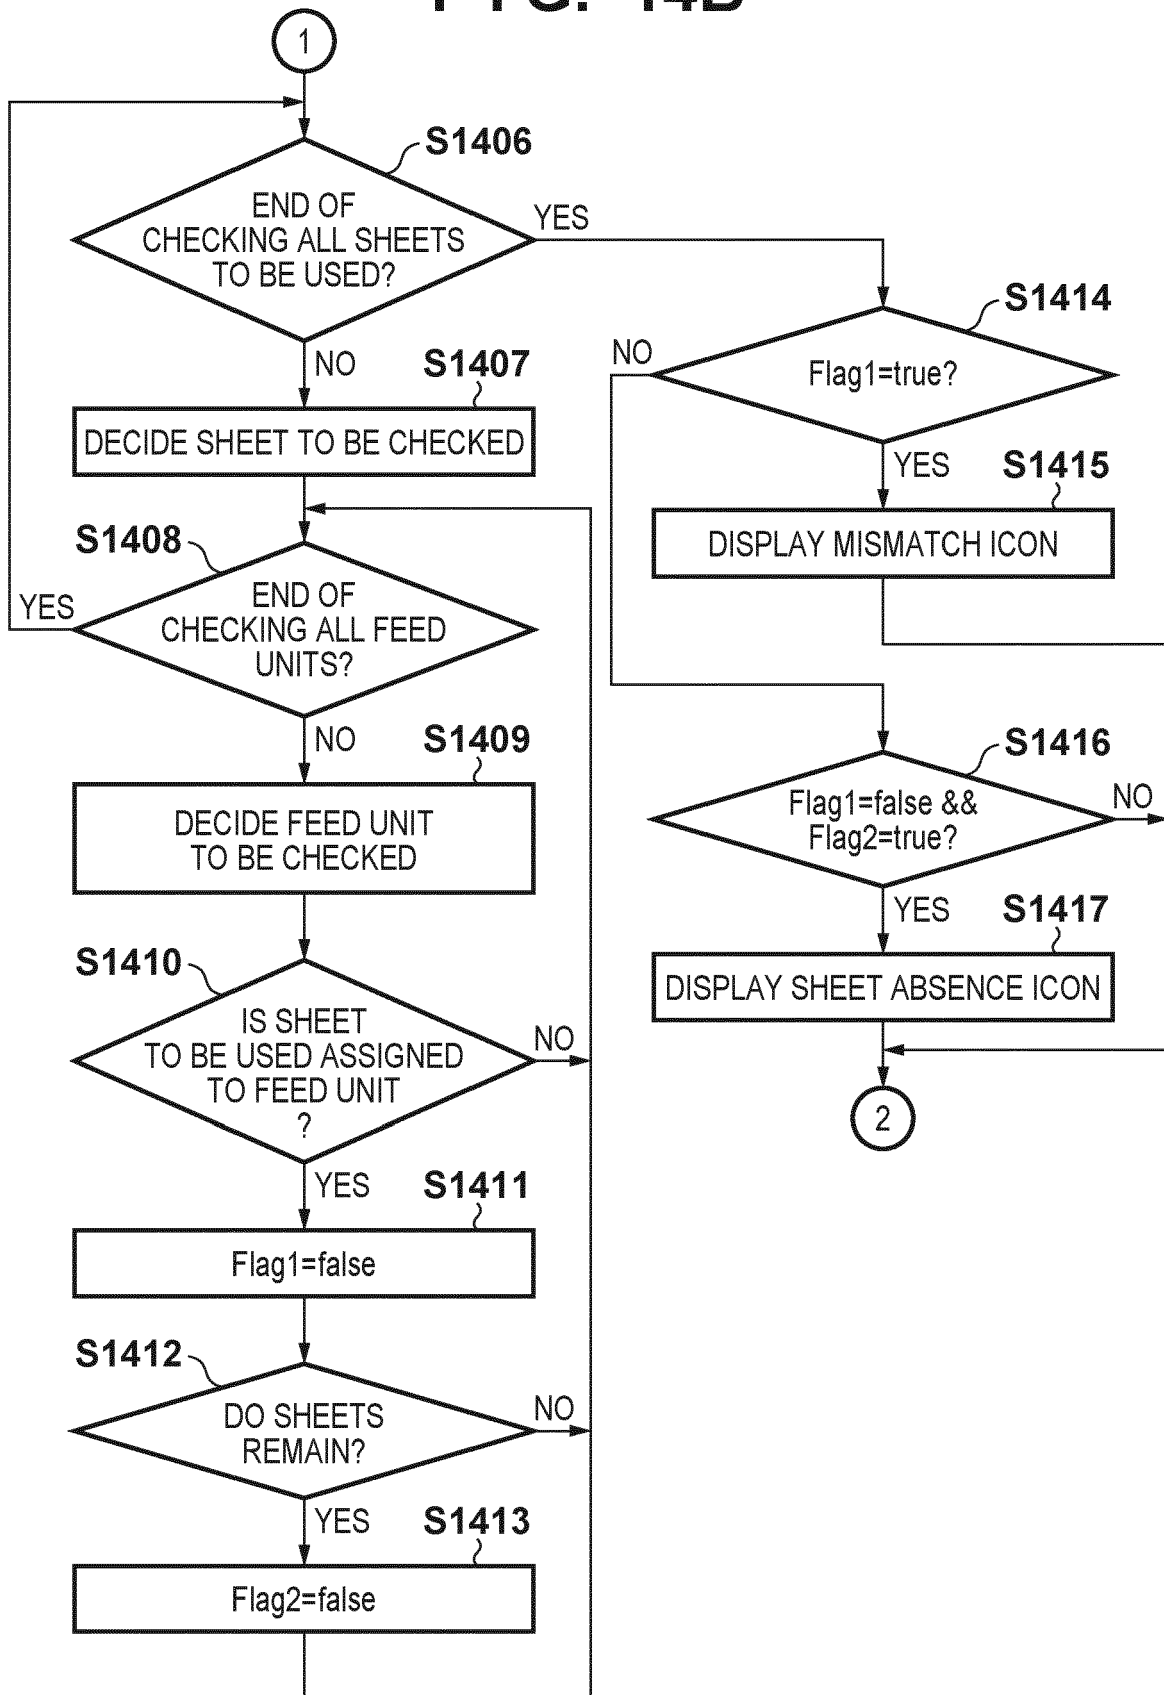 FIG. 14B
1
S1406
END OF
CHECKING ALL SHEETS
TO BE USED?
YES
NO
S1407
DECIDE SHEET TO BE CHECKED
S1408
END OF
CHECKING ALL FEED
UNITS?
YES
NO
S1409
DECIDE FEED UNIT
TO BE CHECKED
S1410
IS SHEET
TO BE USED ASSIGNED
TO FEED UNIT
?
NO
YES
S1411
Flag1=false
S1412
DO SHEETS
REMAIN?
NO
YES
S1413
Flag2=false
S1414
Flag1=true?
NO
YES
S1415
DISPLAY MISMATCH ICON
S1416
Flag1=false &&
Flag2=true?
NO
YES
S1417
DISPLAY SHEET ABSENCE ICON
2